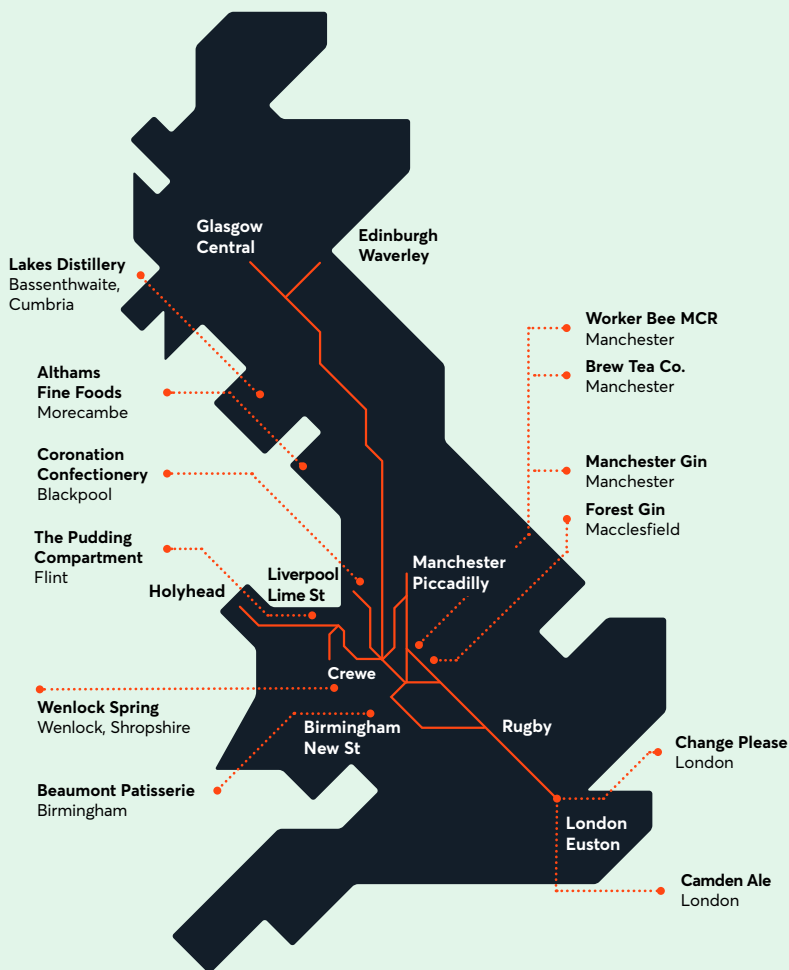 Glasgow
Central
Edinburgh
Waverley
Lakes Distillery
Bassenthwaite,
Cumbria
Worker Bee MCR
Manchester
Brew Tea Co.
Manchester
Althams
Fine Foods
Morecambe
Coronation
Confectionery
Blackpool
Manchester Gin
Manchester
Forest Gin
Macclesfield
The Pudding
Compartment
Flint
Manchester
Piccadilly
Liverpool
Lime St
Holyhead
Crewe
Wenlock Spring
Wenlock, Shropshire
Birmingham
New St
Rugby
Change Please
London
Beaumont Patisserie
Birmingham
London
Euston
Camden Ale
London